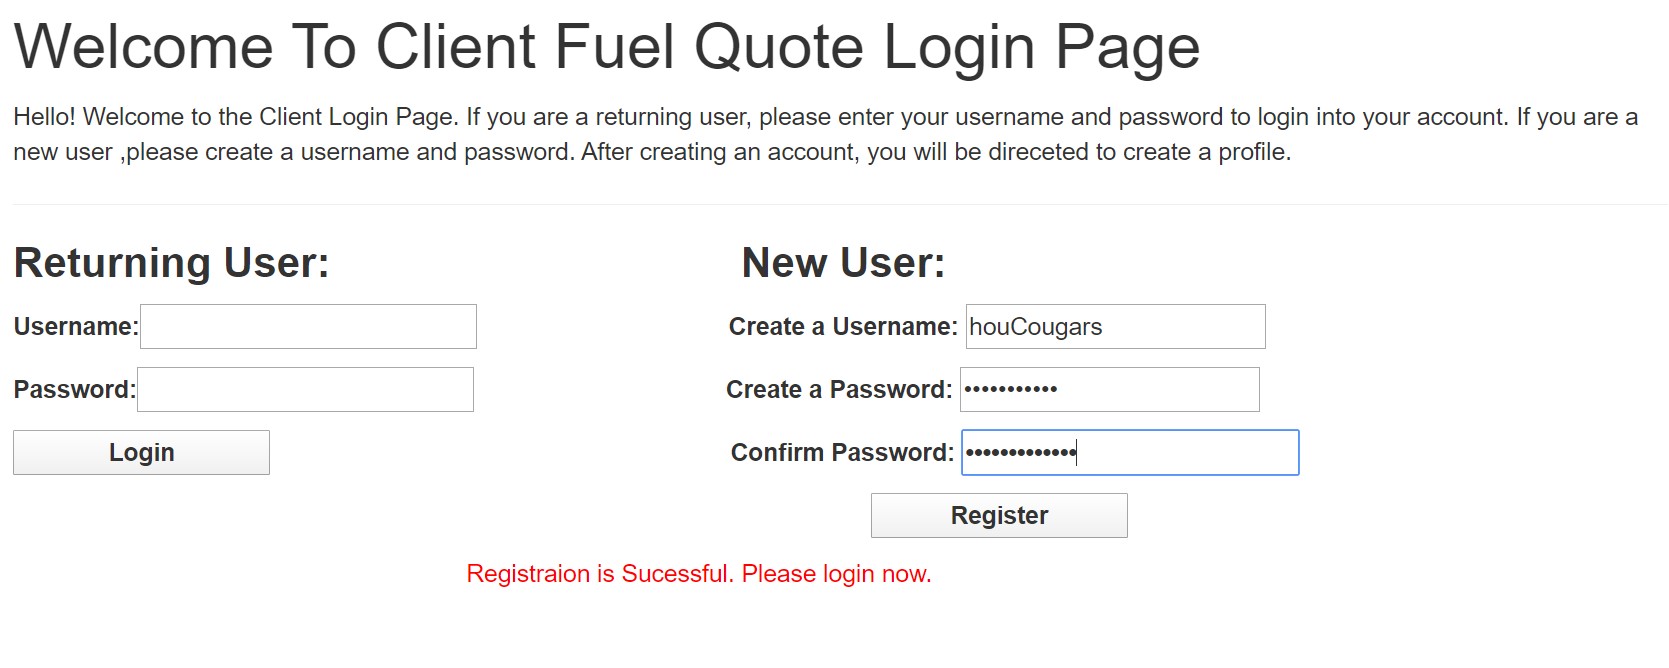 Welcome To Client Fuel Quote Login Page
Hello! Welcome to the Client Login Page. If you are a returning user, please enter your username and password to login into your account. If you are a
new user ,please create a username and password. After creating an account, you will be direceted to create a profile.
Returning User:
New User:
Username:
Create a Username: houCougars
Password:
Create a Password: •••••••••••
Confirm Password: •••••••••••••
Login
Register
Registraion is Sucessful. Please login now.